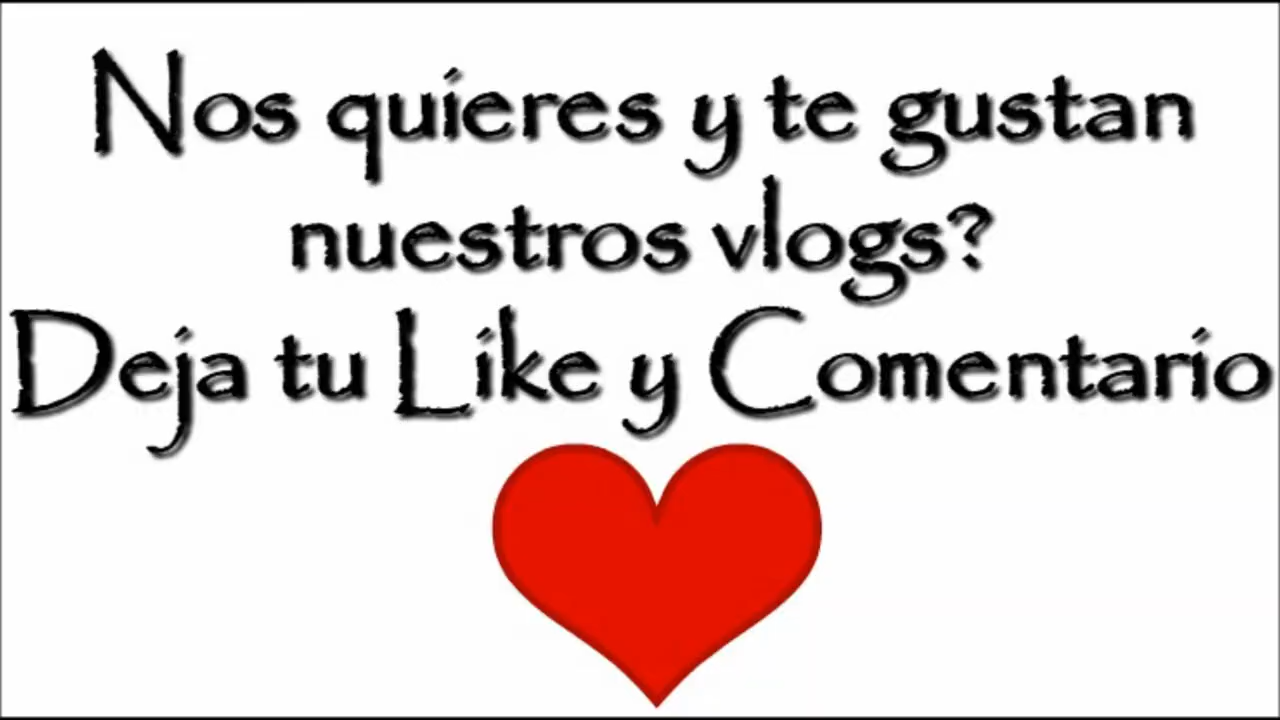 Nos quieres y te gustan
nuestros vlogs?
Deja tu Like y Comentario